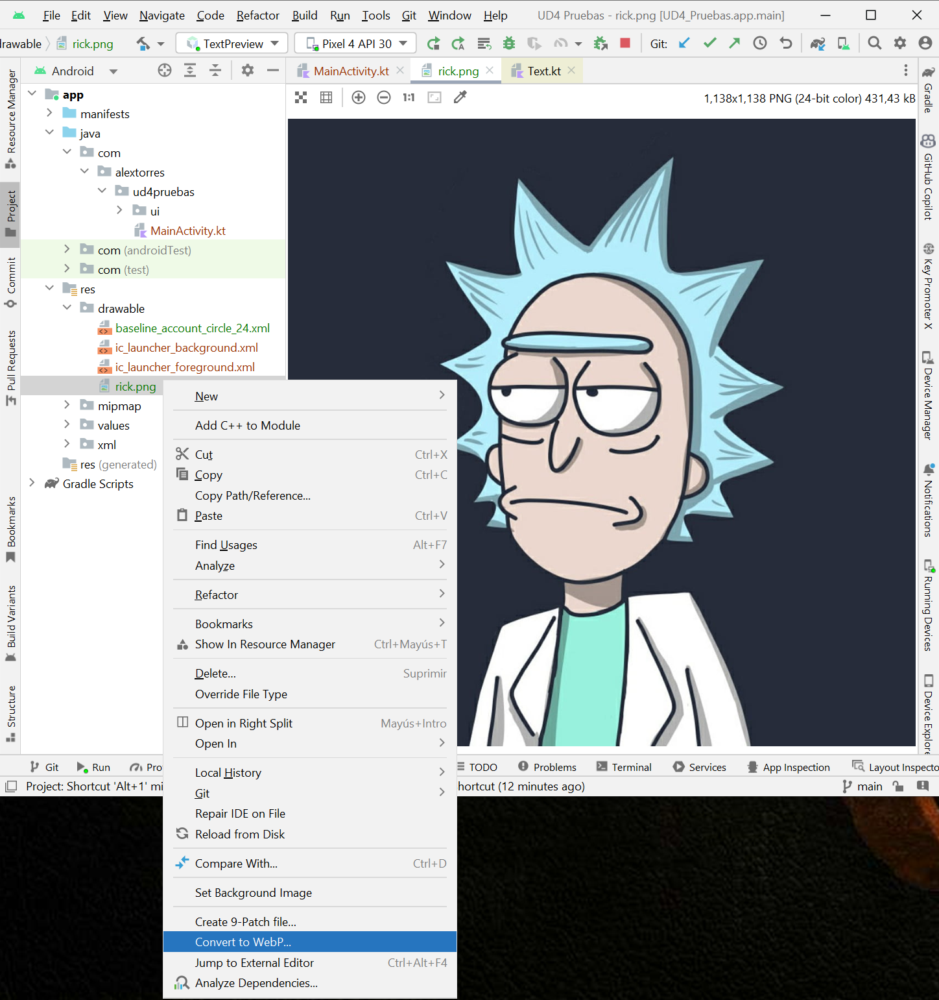 File Edit View Navigate Code Refactor Build Run Tools Git Window Help UD4 Pruebas - rick.png [UD4_Pruebas.app.main]
rawable rick.png TextPreview Pixel 4 API 30 Git:
Android
MainActivity.kt rick.png Text.kt
1:1
1,138x1,138 PNG (24-bit color) 431,43 kB
app
manifests
java
com
alextorres
ud4pruebas
ui
MainActivity.kt
com (androidTest)
com (test)
res
drawable
baseline_account_circle_24.xml
ic_launcher_background.xml
ic_launcher_foreground.xml
rick.png
mipmap
values
xml
res (generated)
Gradle Scripts
Resource Manager
Project
Commit
Pull Requests
Bookmarks
Build Variants
Structure
New
Add C++ to Module
Cut Ctrl+X
Copy Ctrl+C
Copy Path/Reference...
Paste Ctrl+V
Find Usages Alt+F7
Analyze
Refactor
Bookmarks
Show In Resource Manager Ctrl+Mayús+T
Delete... Suprimir
Override File Type
Open in Right Split Mayús+Intro
Open In
Local History
Git
Repair IDE on File
Reload from Disk
Compare With... Ctrl+D
Set Background Image
Create 9-Patch file...
Convert to WebP...
Jump to External Editor Ctrl+Alt+F4
Analyze Dependencies...
Gradle
GitHub Copilot
Key Promoter X
Device Manager
Notifications
Running Devices
Device Explore
Git Run Pro TODO Problems Terminal Services App Inspection Layout Inspecto
Project: Shortcut 'Alt+1' mi hortcut (12 minutes ago) main